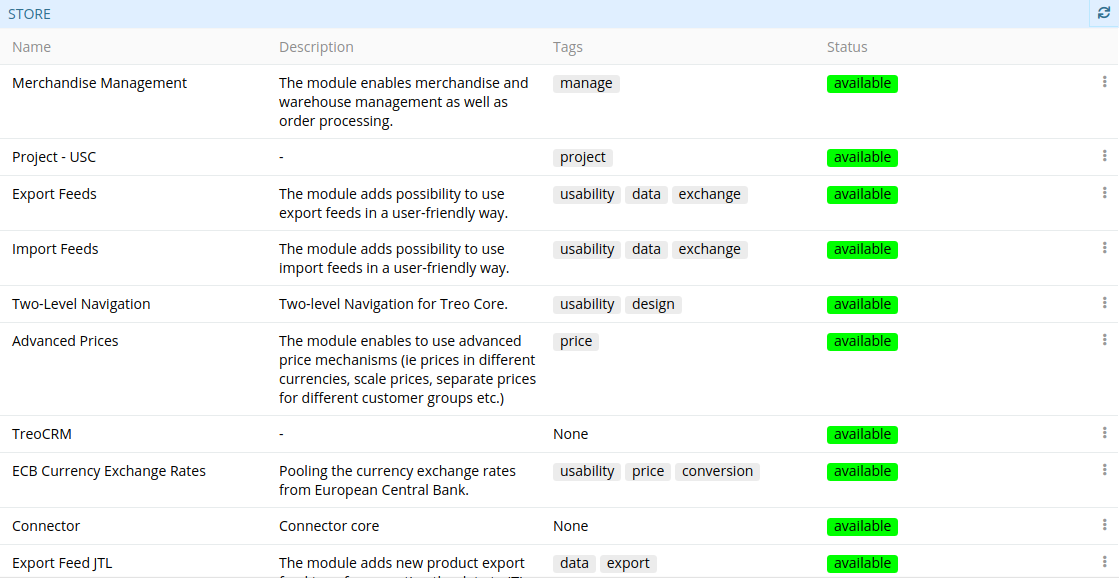 STORE
Name Description Tags Status
Merchandise Management The module enables merchandise and manage available
warehouse management as well as
order processing.
Project - USC - project available
Export Feeds The module adds possibility to use usability data exchange available
export feeds in a user-friendly way.
Import Feeds The module adds possibility to use usability data exchange available
import feeds in a user-friendly way.
Two-Level Navigation Two-level Navigation for Treo Core. usability design available
Advanced Prices The module enables to use advanced price available
price mechanisms (ie prices in different
currencies, scale prices, separate prices
for different customer groups etc.)
TreoCRM - None available
ECB Currency Exchange Rates Pooling the currency exchange rates usability price conversion available
from European Central Bank.
Connector Connector core None available
Export Feed JTL The module adds new product export data export available